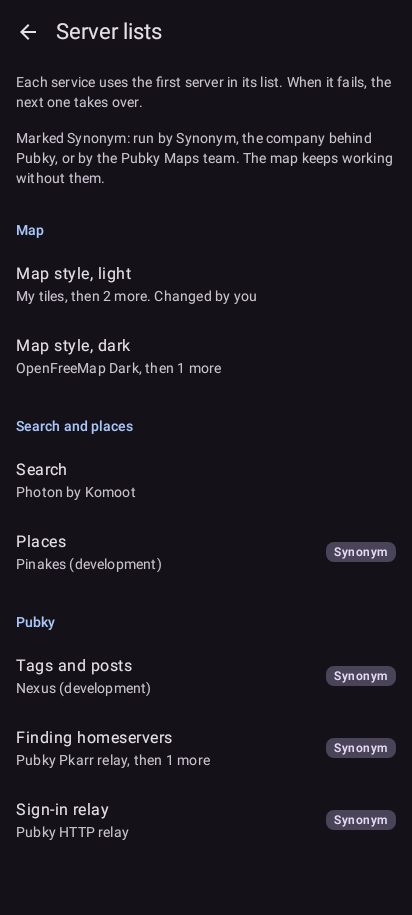 Server lists
Each service uses the first server in its list. When it fails, the
next one takes over.
Marked Synonym: run by Synonym, the company behind
Pubky, or by the Pubky Maps team. The map keeps working
without them.
Map
Map style, light
My tiles, then 2 more. Changed by you
Map style, dark
OpenFreeMap Dark, then 1 more
Search and places
Search
Photon by Komoot
Places
Pinakes (development)
Synonym
Pubky
Tags and posts
Nexus (development)
Synonym
Finding homeservers
Pubky Pkarr relay, then 1 more
Synonym
Sign-in relay
Pubky HTTP relay
Synonym